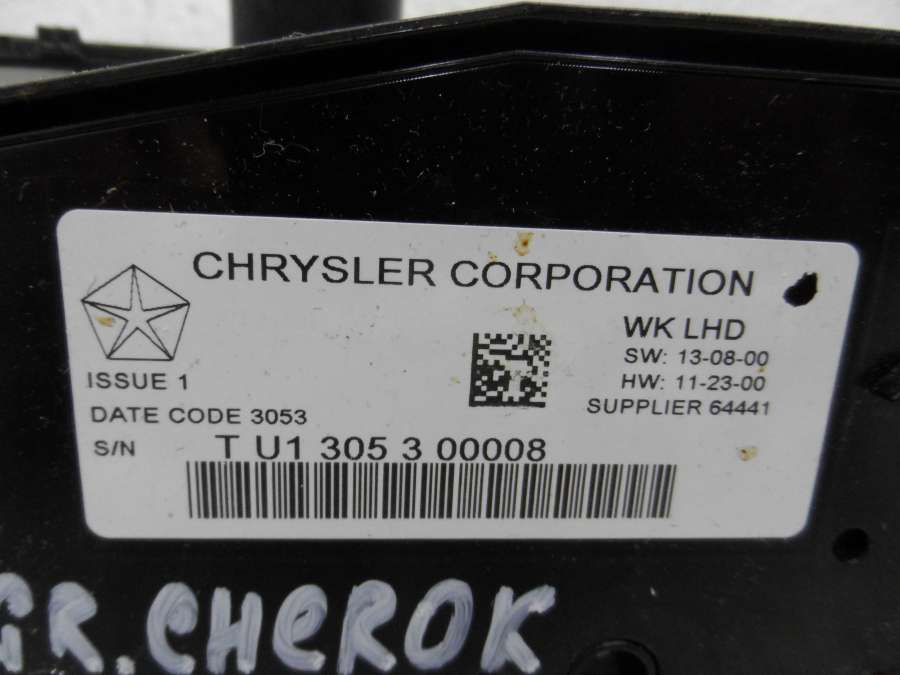 CHRYSLER CORPORATION
WK LHD
SW: 13-08-00
HW: 11-23-00
SUPPLIER 64441
ISSUE 1
DATE CODE 3053
S/N T U1 305 3 00008
GR. CHEROK